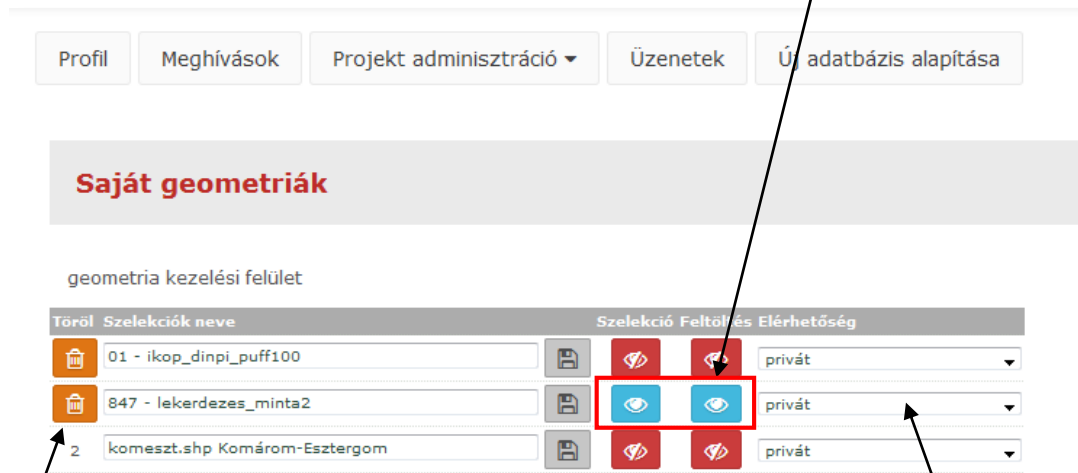 Profil Meghívások Projekt adminisztráció Üzenetek Új adatbázis alapítása
Saját geometriák
geometria kezelési felület
Töröl Szelekciók neve Szelekció Feltöltés Elérhetőség
01 - ikop_dinpi_puff100 privát
847 - lekerdezes_minta2 privát
2 komeszt.shp Komárom-Esztergom privát